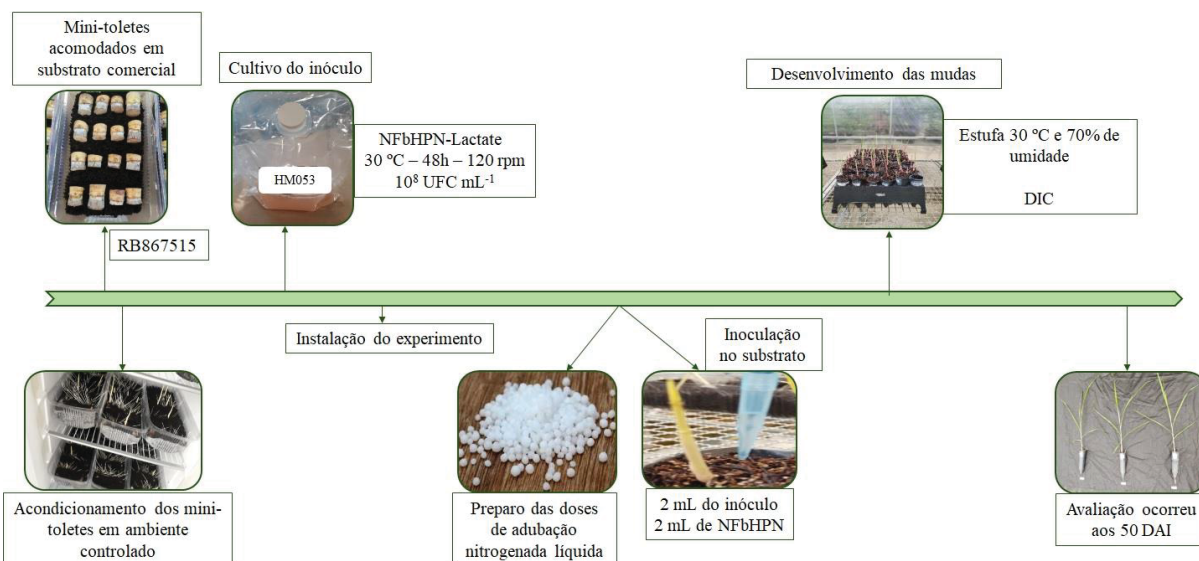 Mini-toletes
acomodados em
substrato comercial
RB867515
Cultivo do inóculo
HM053
NFbHPN-Lactate
30 ºC – 48h – 120 rpm
10⁸ UFC mL⁻¹
Desenvolvimento das mudas
Estufa 30 ºC e 70% de
umidade
DIC
Acondicionamento dos mini-
toletes em ambiente
controlado
Instalação do experimento
Preparo das doses
de adubação
nitrogenada líquida
Inoculação
no substrato
2 mL do inóculo
2 mL de NFbHPN
Avaliação ocorreu
aos 50 DAI